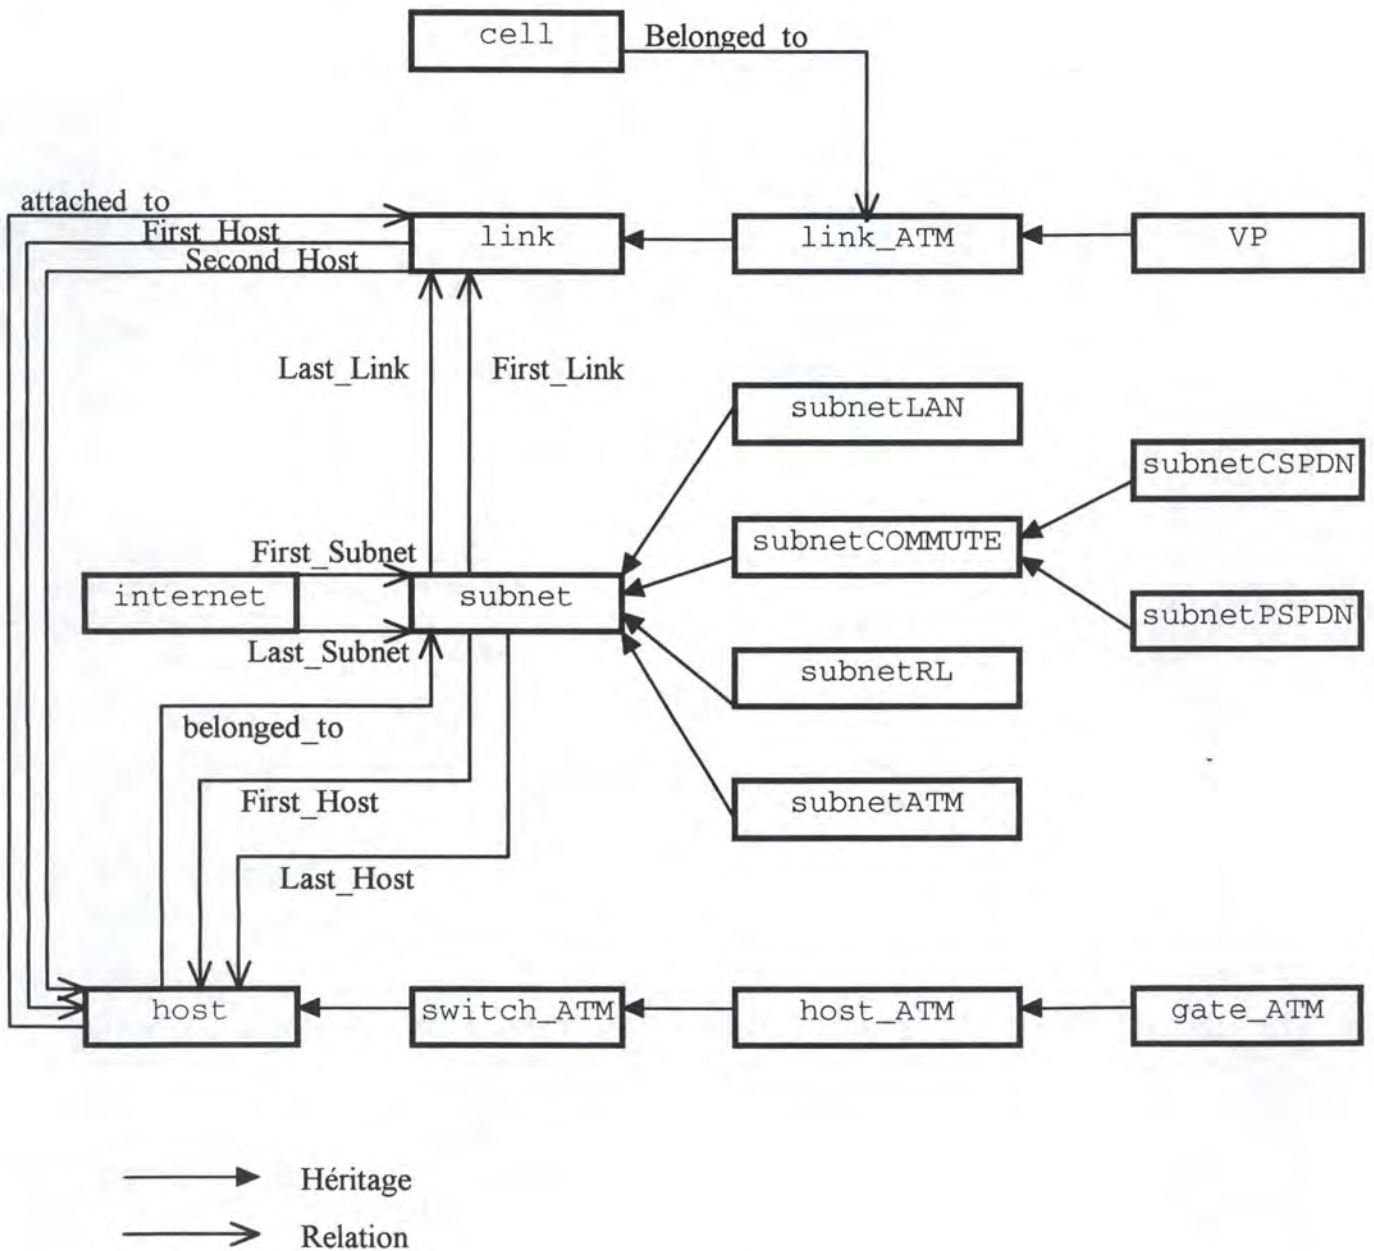 cell
Belonged to
attached to
First Host
Second Host
link
link_ATM
VP
Last_Link
First_Link
subnetLAN
subnetCSPDN
subnetCOMMUTE
First_Subnet
internet
subnet
subnetPSPDN
Last_Subnet
subnetRL
belonged_to
First_Host
subnetATM
Last_Host
host
switch_ATM
host_ATM
gate_ATM
Héritage
Relation